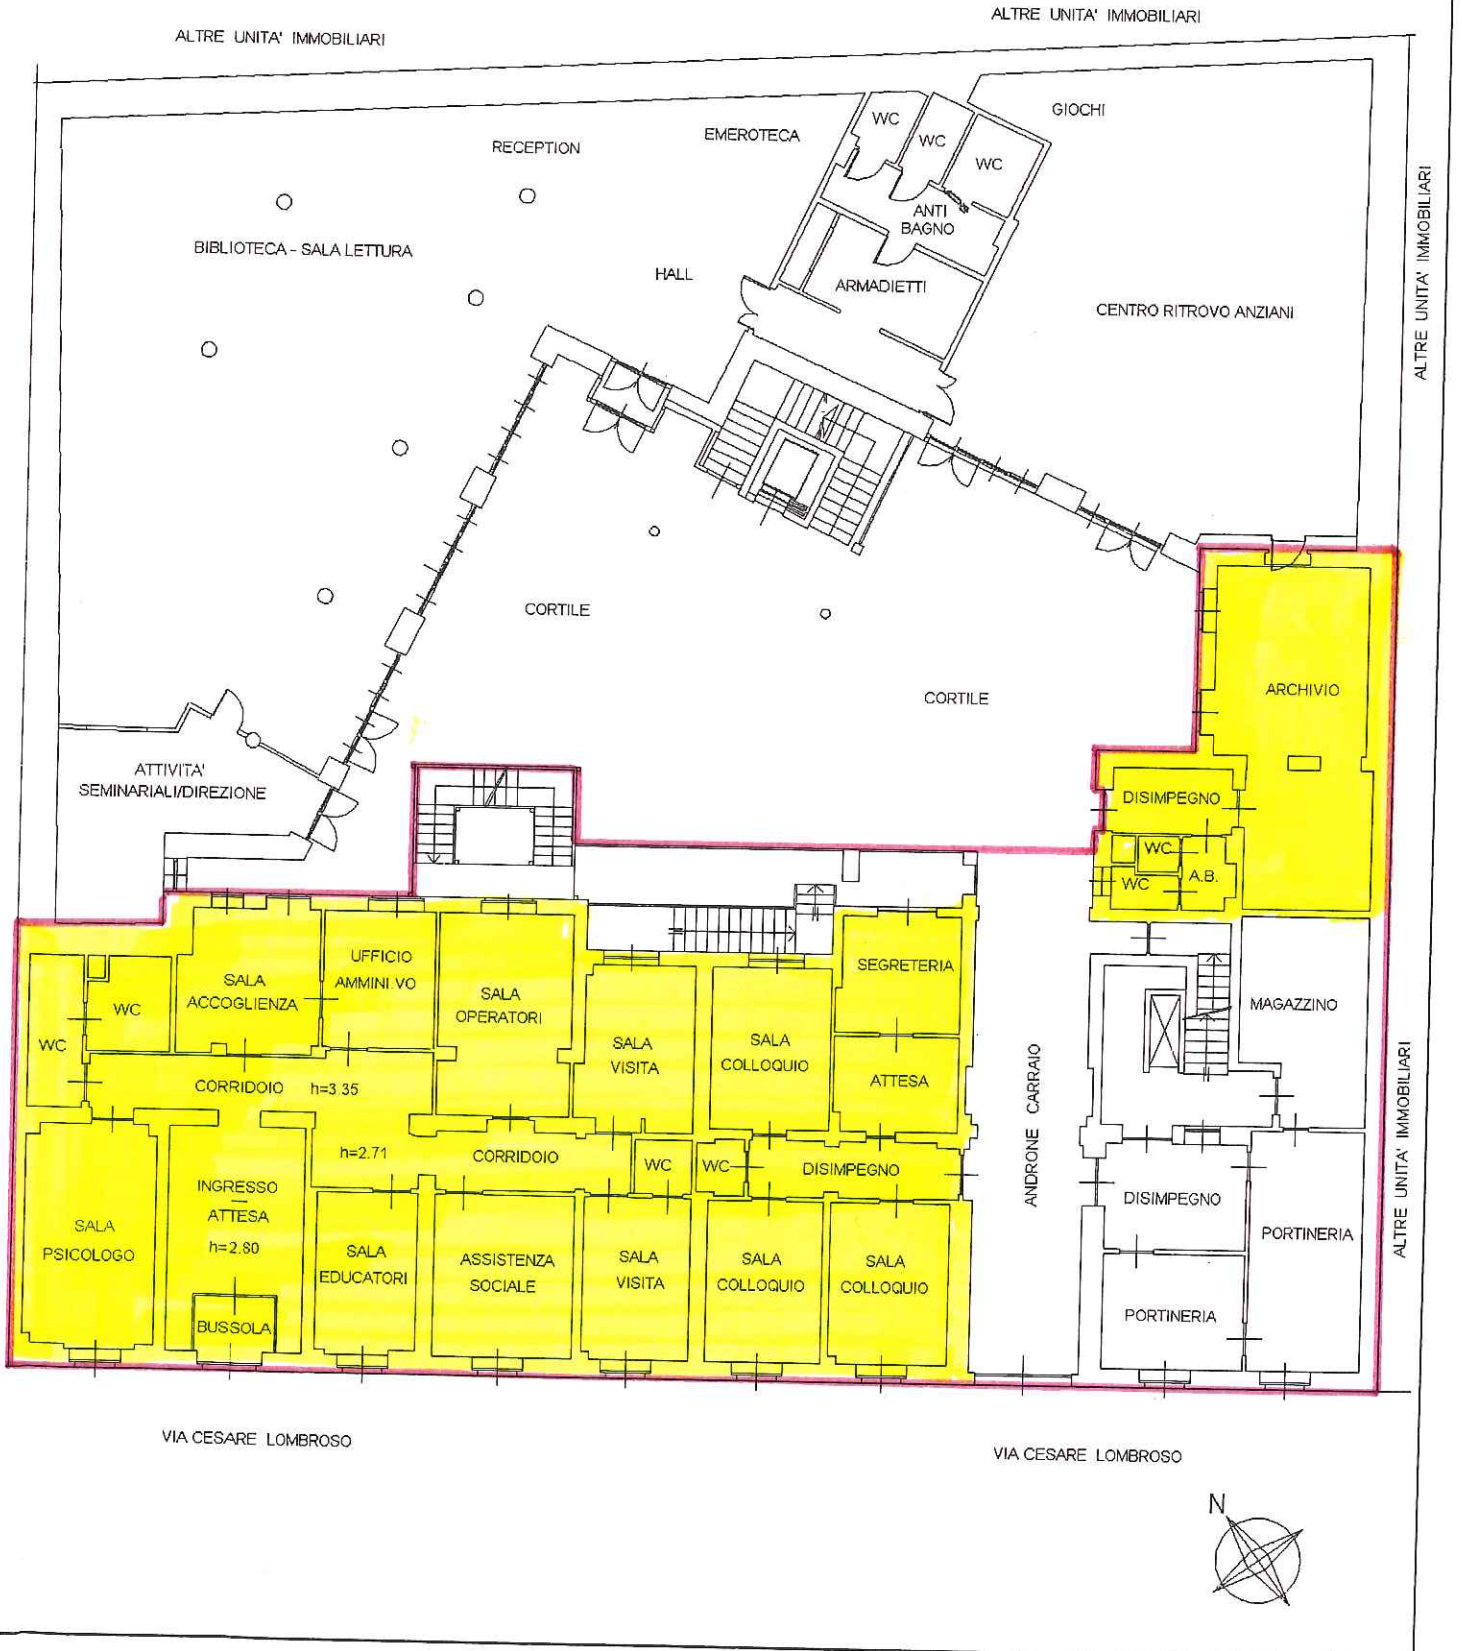 ALTRE UNITA' IMMOBILIARI
ALTRE UNITA' IMMOBILIARI
GIOCHI
WC
WC
WC
EMEROTECA
RECEPTION
ANTI
BAGNO
BIBLIOTECA - SALA LETTURA
HALL
ARMADIETTI
CENTRO RITROVO ANZIANI
ALTRE UNITA' IMMOBILIARI
CORTILE
CORTILE
ARCHIVIO
ATTIVITA'
SEMINARIALI/DIREZIONE
DISIMPEGNO
WC
WC
A.B.
UFFICIO
AMMINI.VO
SALA
ACCOGLIENZA
SALA
OPERATORI
SEGRETERIA
WC
WC
SALA
VISITA
SALA
COLLOQUIO
ATTESA
MAGAZZINO
CORRIDOIO h=3.35
ANDRONE CARRAIO
ALTRE UNITA' IMMOBILIARI
h=2.71
CORRIDOIO
WC
WC
DISIMPEGNO
DISIMPEGNO
INGRESSO
ATTESA
h=2.80
SALA
PSICOLOGO
SALA
EDUCATORI
ASSISTENZA
SOCIALE
SALA
VISITA
SALA
COLLOQUIO
SALA
COLLOQUIO
PORTINERIA
PORTINERIA
BUSSOLA
VIA CESARE LOMBROSO
VIA CESARE LOMBROSO
N